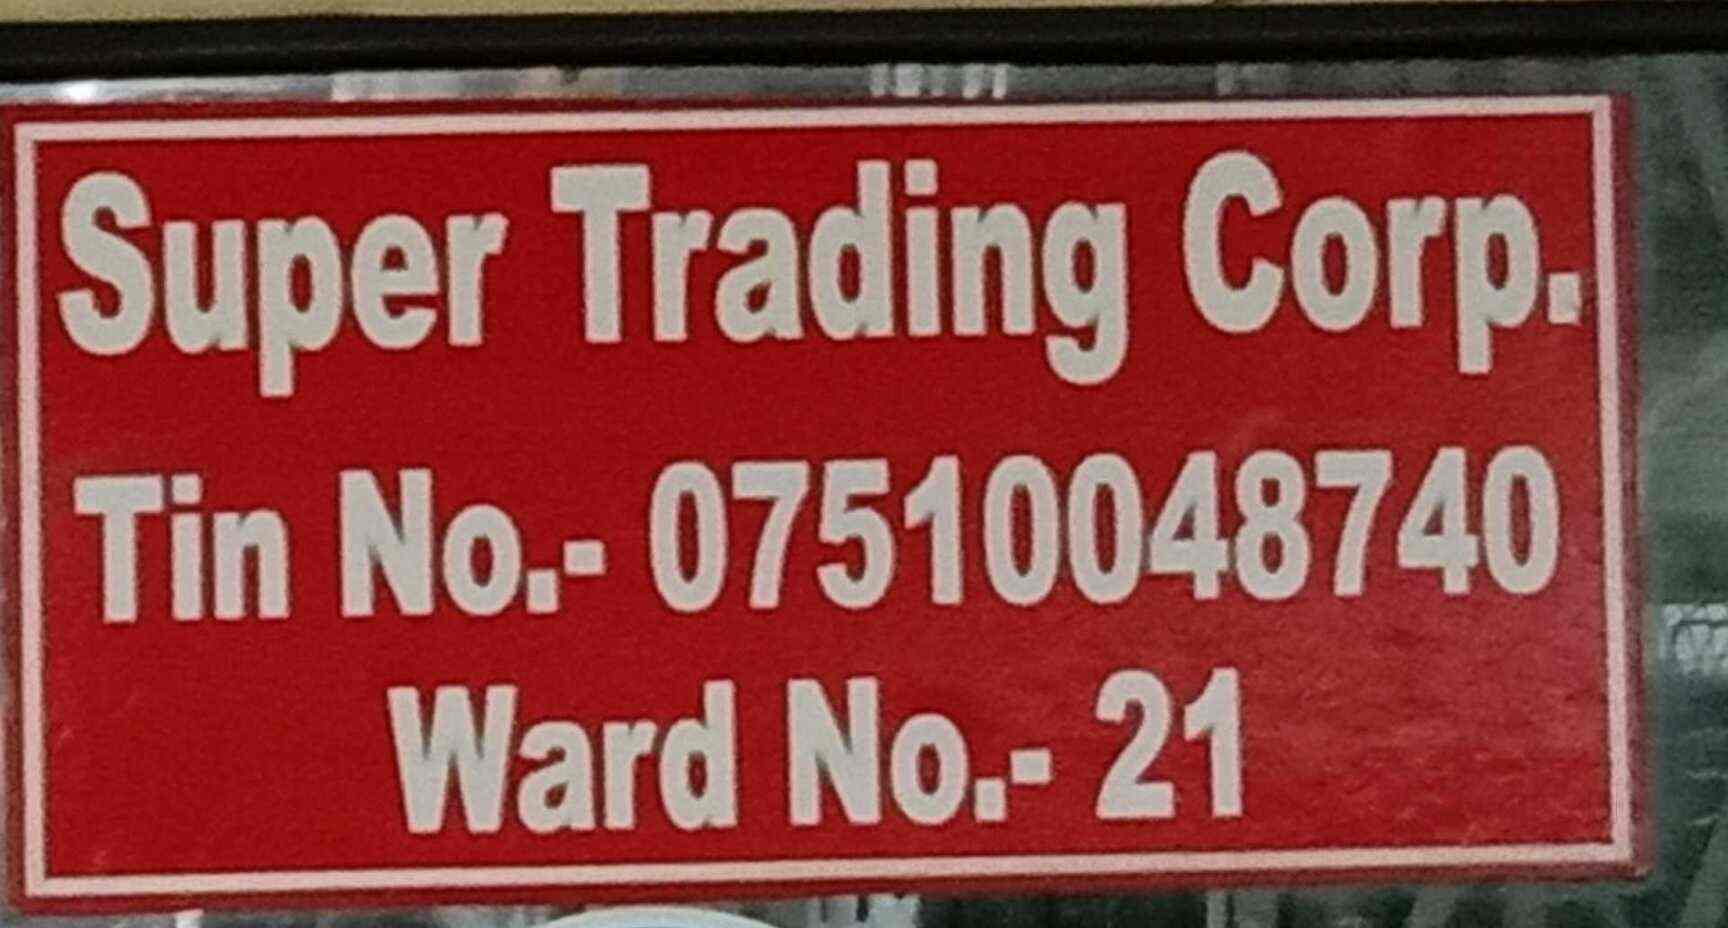 Super Trading Corp.
Tin No.- 07510048740
Ward No.- 21